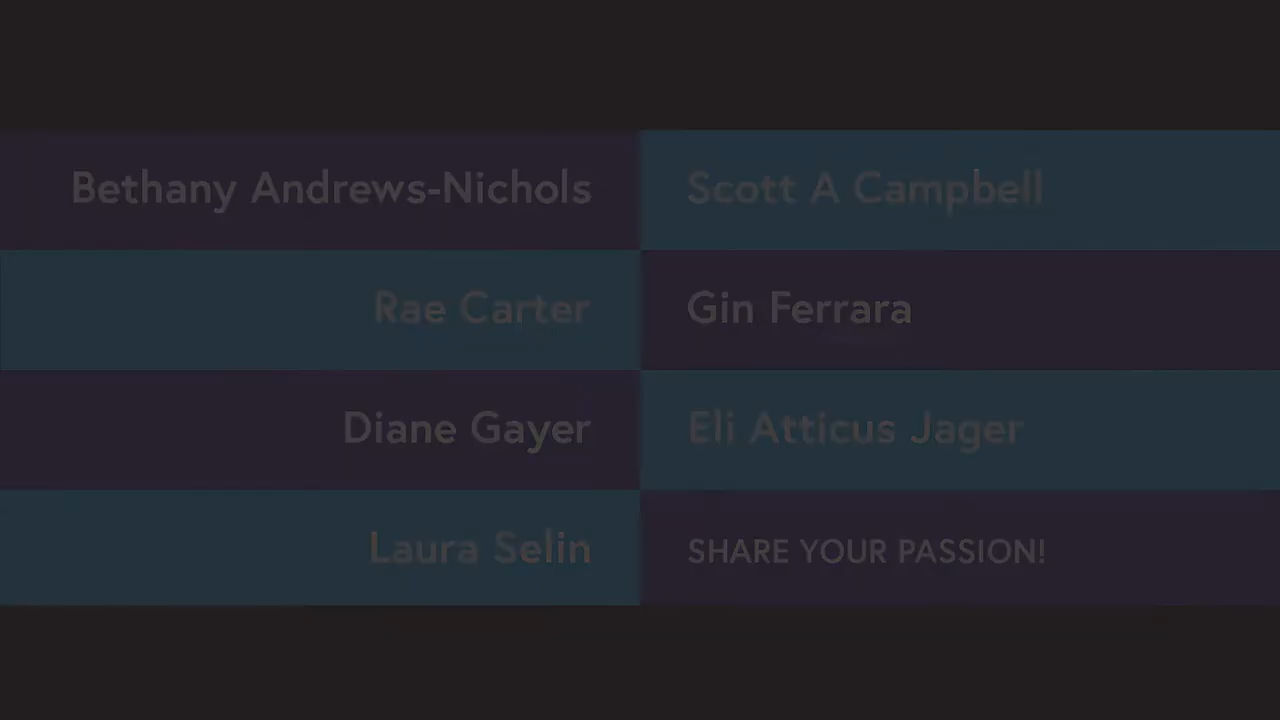 Bethany Andrews-Nichols
Scott A Campbell
Rae Carter
Gin Ferrara
Diane Gayer
Eli Atticus Jager
Laura Selin
SHARE YOUR PASSION!